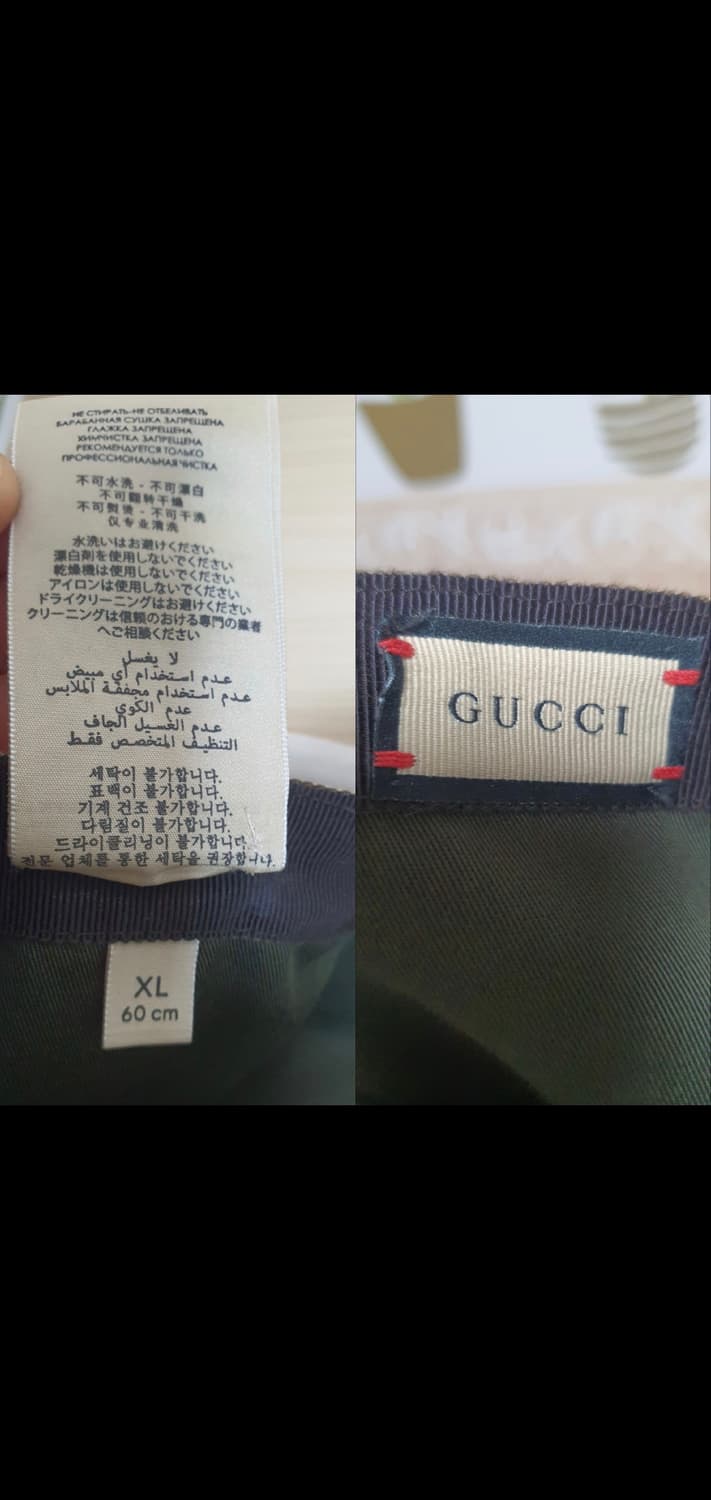 НЕ СТИРАТЬ-НЕ ОТБЕЛИВАТЬ
БАРАБАННАЯ СУШКА ЗАПРЕЩЕНА
ГЛАЖКА ЗАПРЕЩЕНА
ХИМЧИСТКА ЗАПРЕЩЕНА
РЕКОМЕНДУЕТСЯ ТОЛЬКО
ПРОФЕССИОНАЛЬНАЯ ЧИСТКА
不可水洗 - 不可漂白
不可翻转干燥
不可熨烫 - 不可干洗
仅专业清洗
水洗いはお避けください
漂白剤を使用しないでください
乾燥機は使用しないでください
アイロンは使用しないでください
ドライクリーニングはお避けください
クリーニングは信頼のおける専門の業者
へご相談ください
لا يغسل
عدم استخدام أي مبيض
عدم استخدام مجففة الملابس
عدم الكوي
عدم الغسيل الجاف
التنظيف المتخصص فقط
세탁이 불가합니다.
표백이 불가합니다.
기계 건조 불가합니다.
다림질이 불가합니다.
드라이클리닝이 불가합니다.
전문 업체를 통한 세탁을 권장합니다.
XL
60 cm
GUCCI